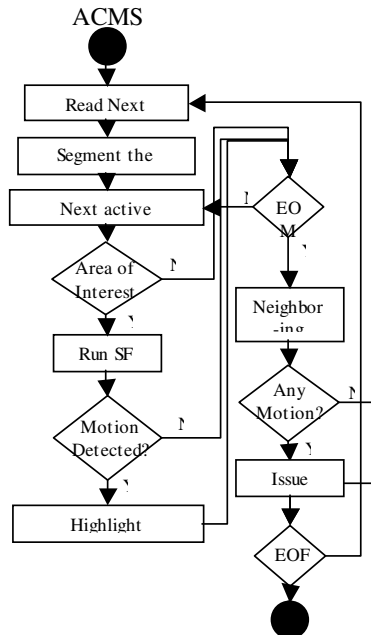 ACMS
Read Next
Segment the
Next active
Area of
Interest
Run SF
Motion
Detected?
Highlight
EO
M
Neighbor
-ing
Any
Motion?
Issue
EOF